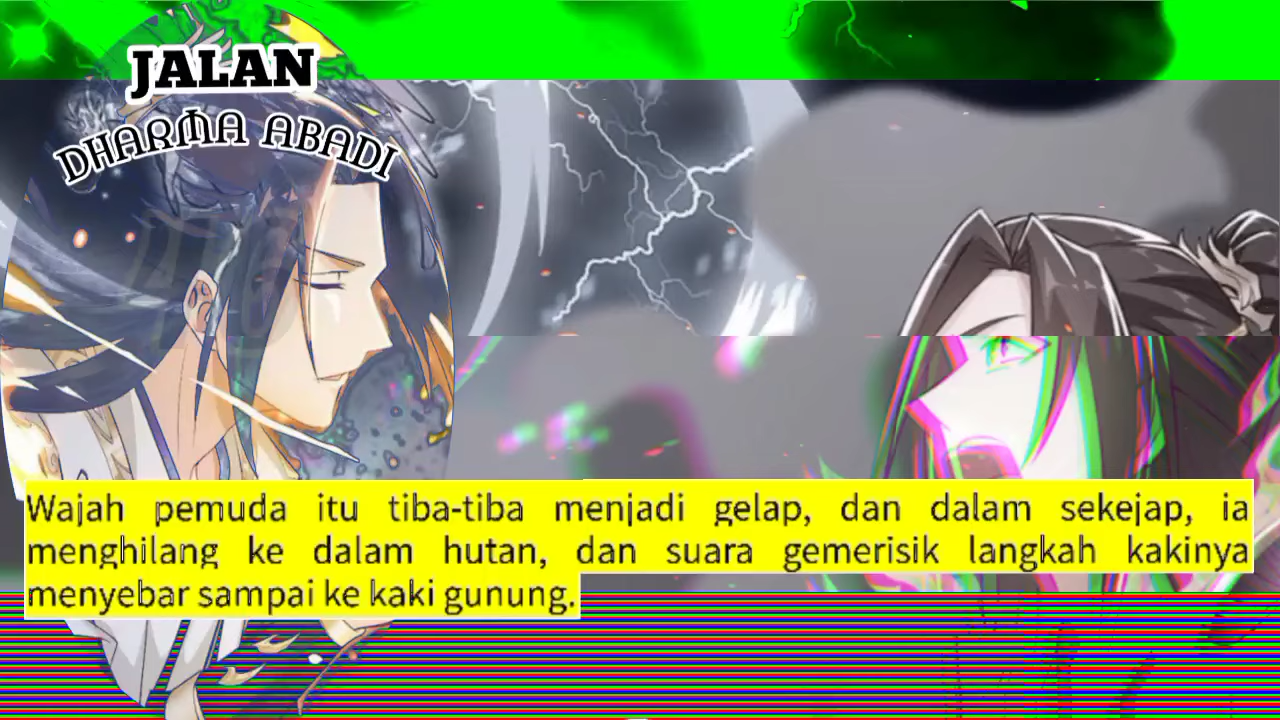 JALAN
DHARMA ABADI
Wajah pemuda itu tiba-tiba menjadi gelap, dan dalam sekejap, ia
menghilang ke dalam hutan, dan suara gemerisik langkah kakinya
menyebar sampai ke kaki gunung.